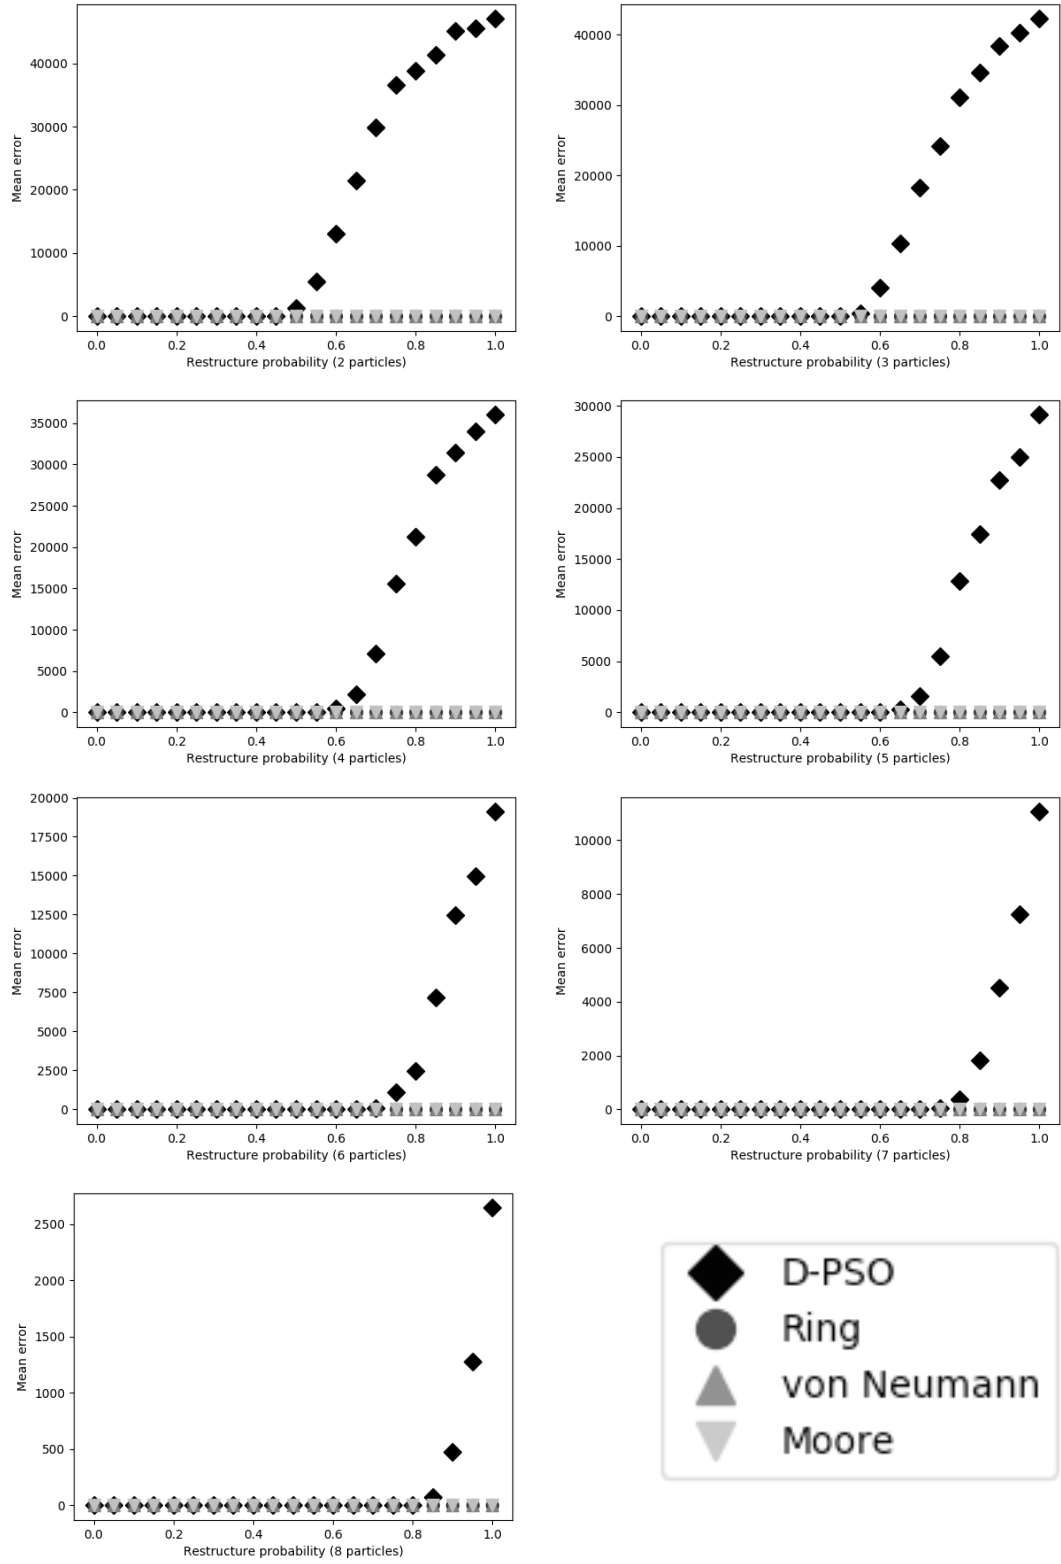 40000
30000
20000
10000
0
Mean error
0.0 0.2 0.4 0.6 0.8 1.0
Restructure probability (2 particles)
40000
30000
20000
10000
0
Mean error
0.0 0.2 0.4 0.6 0.8 1.0
Restructure probability (3 particles)
35000
30000
25000
20000
15000
10000
5000
0
Mean error
0.0 0.2 0.4 0.6 0.8 1.0
Restructure probability (4 particles)
30000
25000
20000
15000
10000
5000
0
Mean error
0.0 0.2 0.4 0.6 0.8 1.0
Restructure probability (5 particles)
20000
17500
15000
12500
10000
7500
5000
2500
0
Mean error
0.0 0.2 0.4 0.6 0.8 1.0
Restructure probability (6 particles)
10000
8000
6000
4000
2000
0
Mean error
0.0 0.2 0.4 0.6 0.8 1.0
Restructure probability (7 particles)
2500
2000
1500
1000
500
0
Mean error
0.0 0.2 0.4 0.6 0.8 1.0
Restructure probability (8 particles)
D-PSO
Ring
von Neumann
Moore